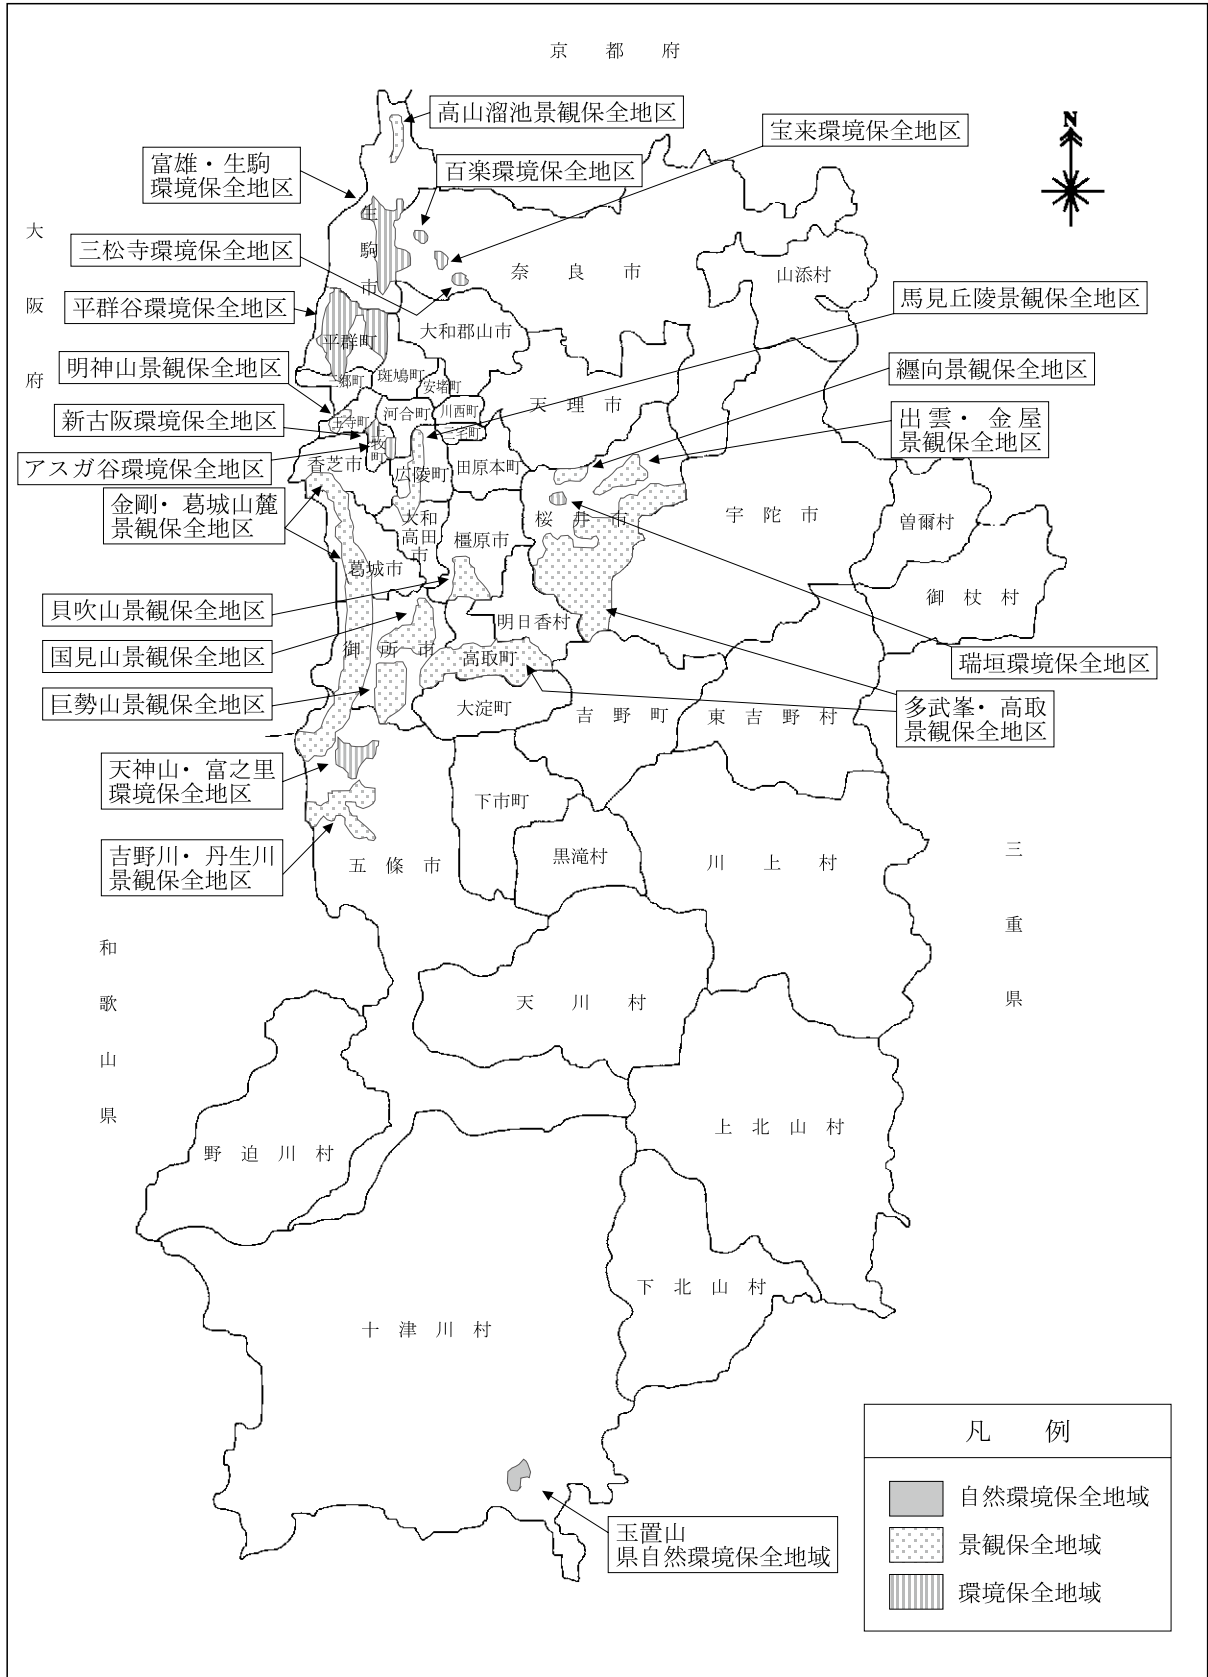 京都府
N
高山溜池景観保全地区
宝来環境保全地区
富雄・生駒
環境保全地区
百楽環境保全地区
三松寺環境保全地区
平群谷環境保全地区
明神山景観保全地区
新古阪環境保全地区
アスガ谷環境保全地区
金剛・葛城山麓
景観保全地区
貝吹山景観保全地区
国見山景観保全地区
巨勢山景観保全地区
天神山・富之里
環境保全地区
吉野川・丹生川
景観保全地区
馬見丘陵景観保全地区
纏向景観保全地区
出雲・金屋
景観保全地区
瑞垣環境保全地区
多武峯・高取
景観保全地区
玉置山
県自然環境保全地域
大阪府
和歌山県
三重県
生駒市
奈良市
山添村
平群町
大和郡山市
三郷町
斑鳩町
安堵町
王寺町
河合町
川西町
三宅町
上牧町
天理市
香芝市
広陵町
田原本町
大和
高田
市
橿原市
桜井市
宇陀市
曽爾村
御杖村
葛城市
明日香村
御所市
高取町
大淀町
吉野町
東吉野村
下市町
黒滝村
五條市
川上村
天川村
野迫川村
上北山村
下北山村
十津川村
凡例
自然環境保全地域
景観保全地域
環境保全地域